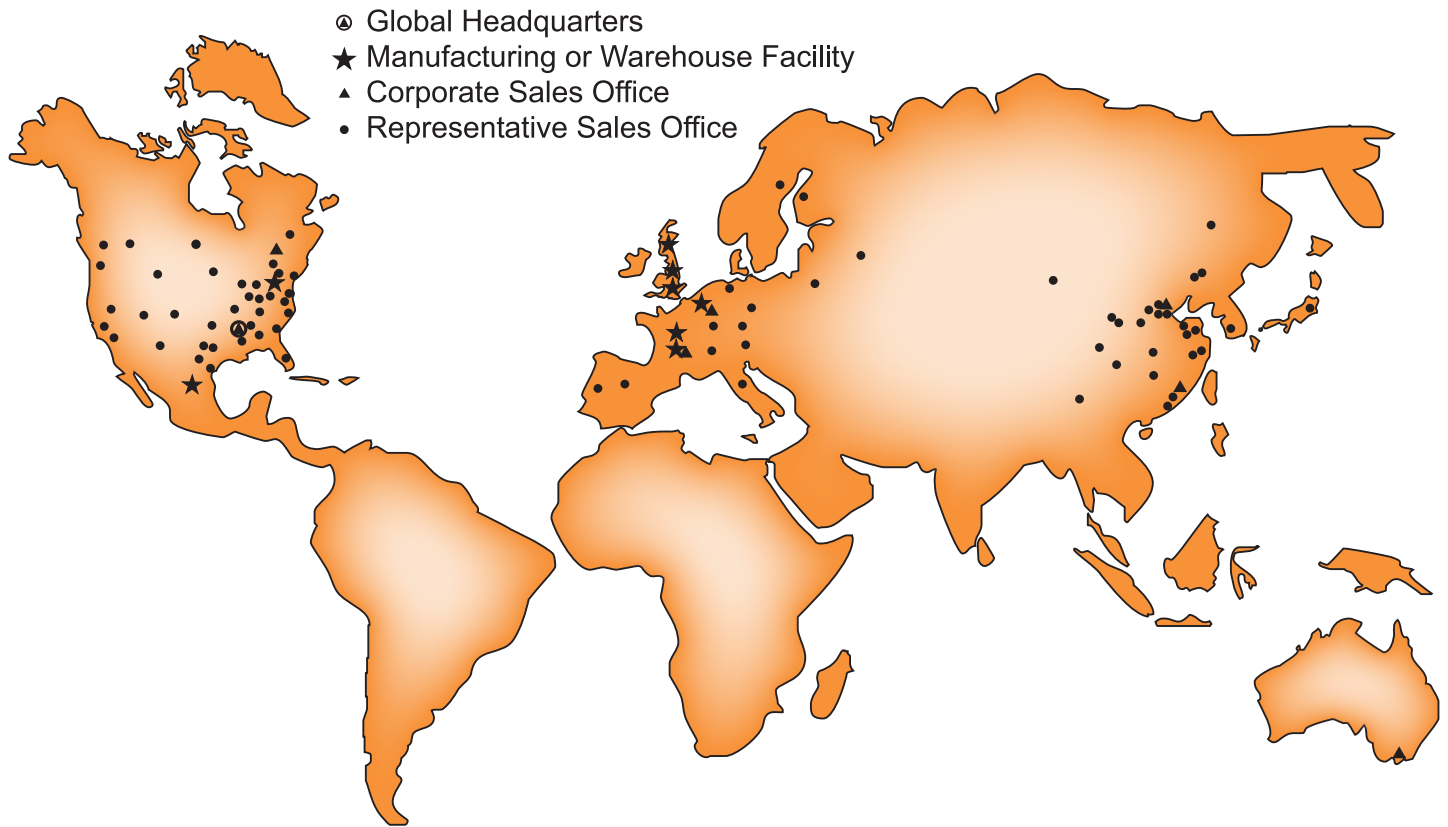 Global Headquarters
Manufacturing or Warehouse Facility
Corporate Sales Office
Representative Sales Office